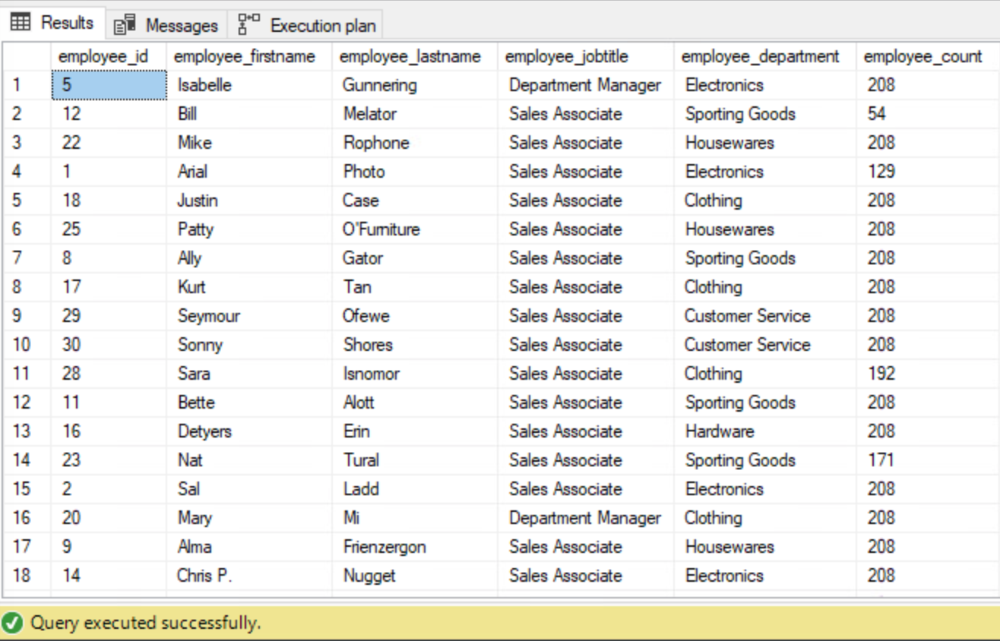 Results Messages Execution plan
employee_id employee_firstname employee_lastname employee_jobtitle employee_department employee_count
1 5 Isabelle Gunnering Department Manager Electronics 208
2 12 Bill Melator Sales Associate Sporting Goods 54
3 22 Mike Rophone Sales Associate Housewares 208
4 1 Arial Photo Sales Associate Electronics 129
5 18 Justin Case Sales Associate Clothing 208
6 25 Patty O'Furniture Sales Associate Housewares 208
7 8 Ally Gator Sales Associate Sporting Goods 208
8 17 Kurt Tan Sales Associate Clothing 208
9 29 Seymour Ofewe Sales Associate Customer Service 208
10 30 Sonny Shores Sales Associate Customer Service 208
11 28 Sara Isnomor Sales Associate Clothing 192
12 11 Bette Alott Sales Associate Sporting Goods 208
13 16 Detyers Erin Sales Associate Hardware 208
14 23 Nat Tural Sales Associate Sporting Goods 171
15 2 Sal Ladd Sales Associate Electronics 208
16 20 Mary Mi Department Manager Clothing 208
17 9 Alma Frienzergon Sales Associate Housewares 208
18 14 Chris P. Nugget Sales Associate Electronics 208
Query executed successfully.